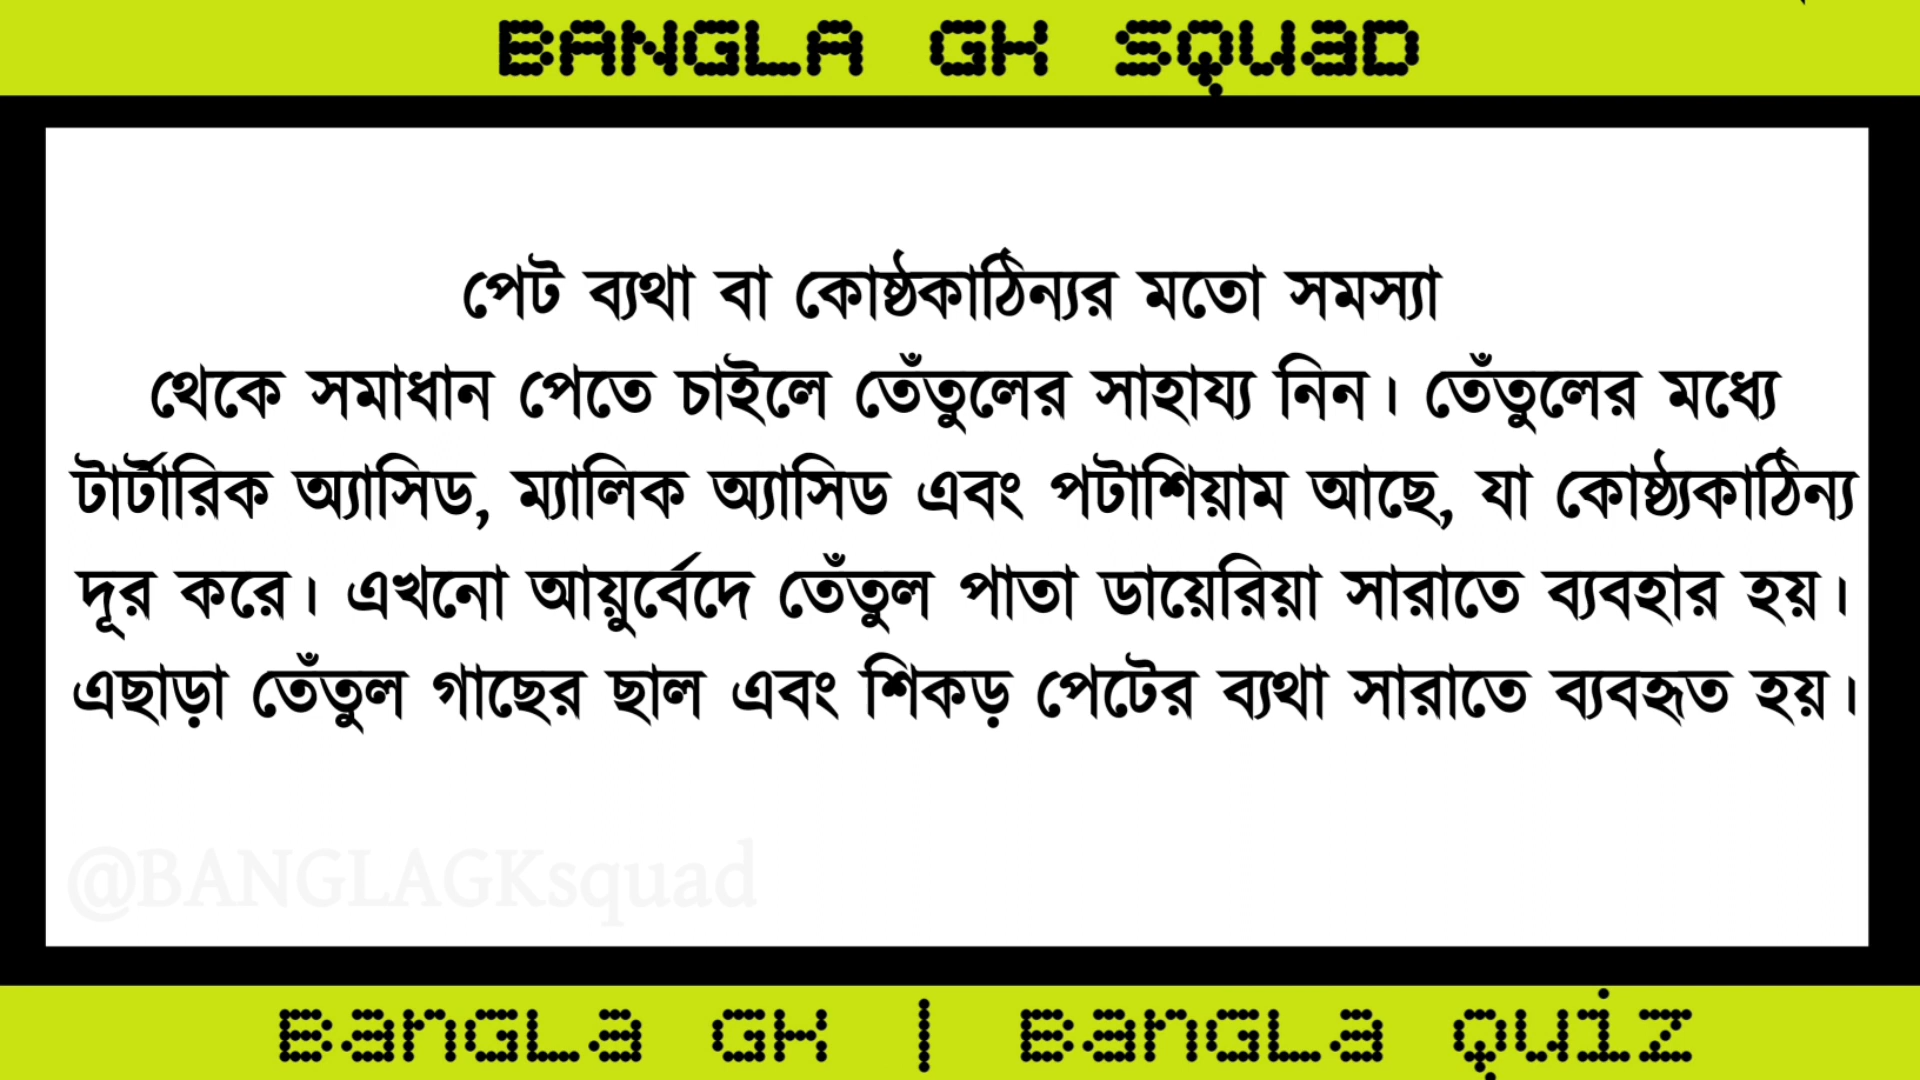 BANGLA GK SQUAD
পেট ব্যথা বা কোষ্ঠকাঠিন্যর মতো সমস্যা
থেকে সমাধান পেতে চাইলে তেঁতুলের সাহায্য নিন। তেঁতুলের মধ্যে
টার্টারিক অ্যাসিড, ম্যালিক অ্যাসিড এবং পটাশিয়াম আছে, যা কোষ্ঠ্যকাঠিন্য
দূর করে। এখনো আয়ুর্বেদে তেঁতুল পাতা ডায়েরিয়া সারাতে ব্যবহার হয়।
এছাড়া তেঁতুল গাছের ছাল এবং শিকড় পেটের ব্যথা সারাতে ব্যবহৃত হয়।
@BANGLAGKsquad
BANGLA GK | BANGLA QUIZ